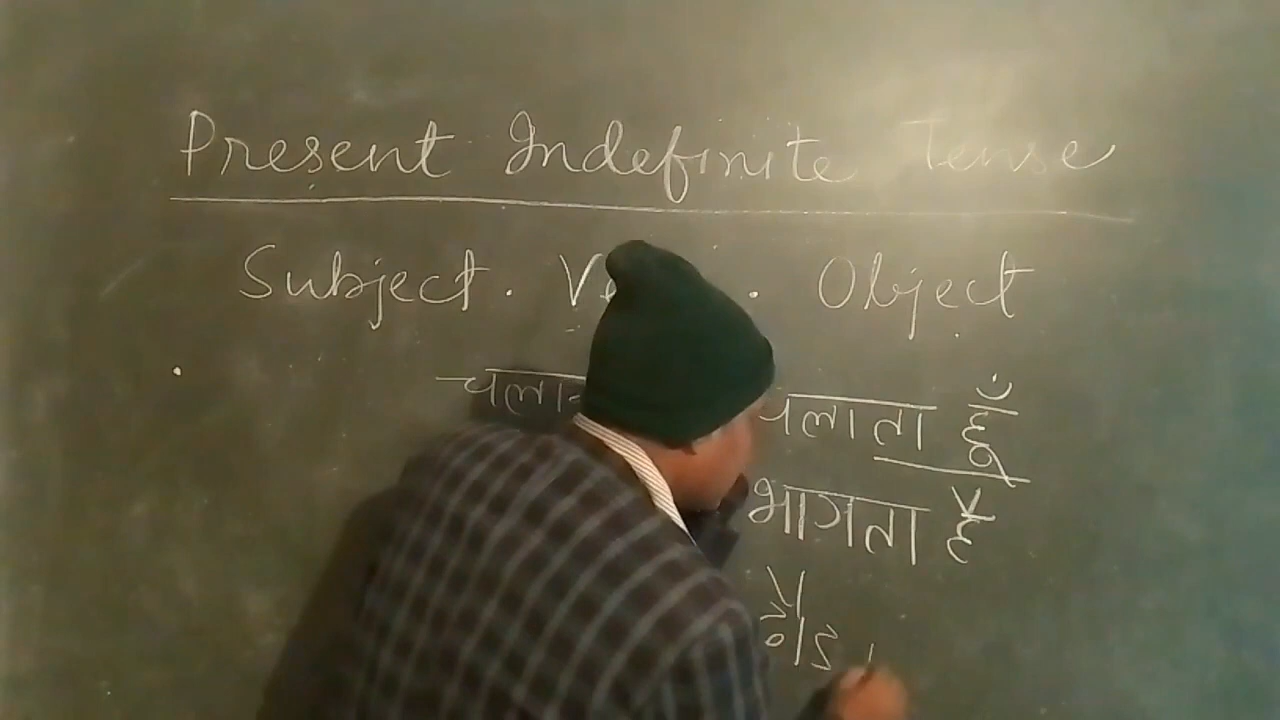 Present Indefinite Tense
Subject . . Object
चलाता हूँ
भागता है